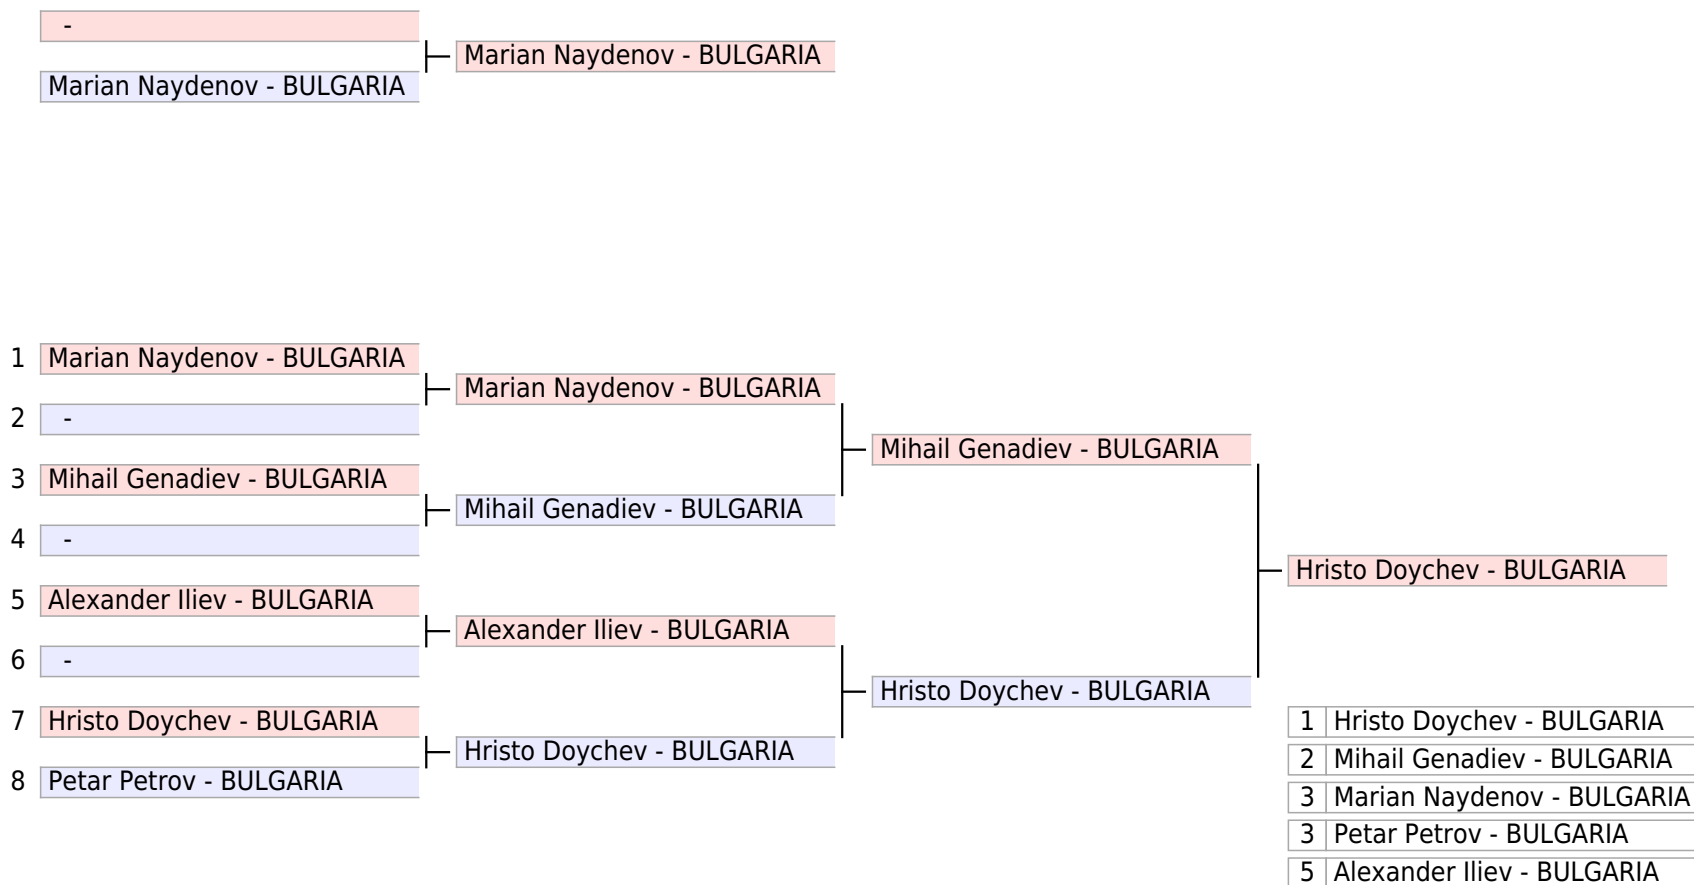 -
Marian Naydenov - BULGARIA
Marian Naydenov - BULGARIA
1 Marian Naydenov - BULGARIA
Marian Naydenov - BULGARIA
2 -
Mihail Genadiev - BULGARIA
3 Mihail Genadiev - BULGARIA
Mihail Genadiev - BULGARIA
4 -
Hristo Doychev - BULGARIA
5 Alexander Iliev - BULGARIA
Alexander Iliev - BULGARIA
6 -
Hristo Doychev - BULGARIA
7 Hristo Doychev - BULGARIA
Hristo Doychev - BULGARIA
8 Petar Petrov - BULGARIA
1 Hristo Doychev - BULGARIA
2 Mihail Genadiev - BULGARIA
3 Marian Naydenov - BULGARIA
3 Petar Petrov - BULGARIA
5 Alexander Iliev - BULGARIA